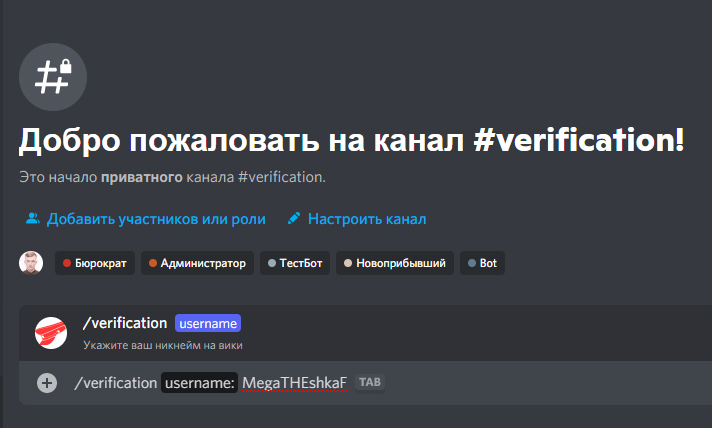 Добро пожаловать на канал #verification!
Это начало приватного канала #verification.
Добавить участников или роли Настроить канал
Бюрократ Администратор ТестБот Новоприбывший Bot
/verification username
Укажите ваш никнейм на вики
/verification username: MegaTHEshkaF TAB